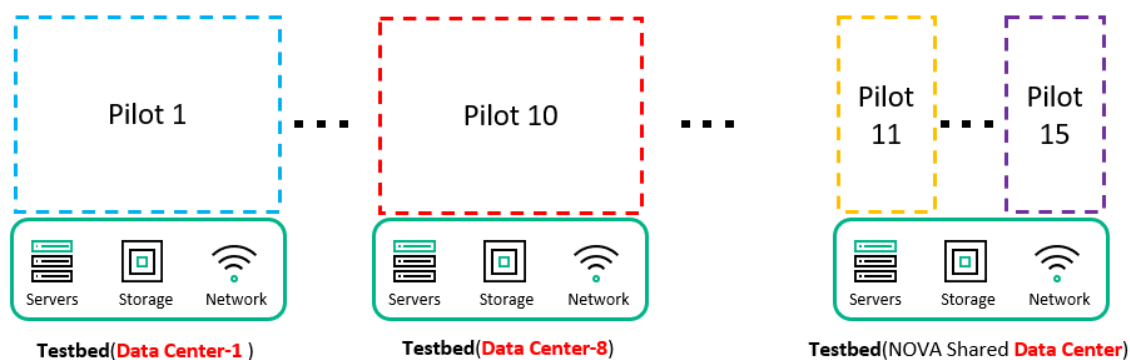 Pilot 1
...
Pilot 10
...
Pilot
11
...
Pilot
15
Servers Storage Network
Servers Storage Network
Servers Storage Network
Testbed(Data Center-1 )
Testbed(Data Center-8)
Testbed(NOVA Shared Data Center)